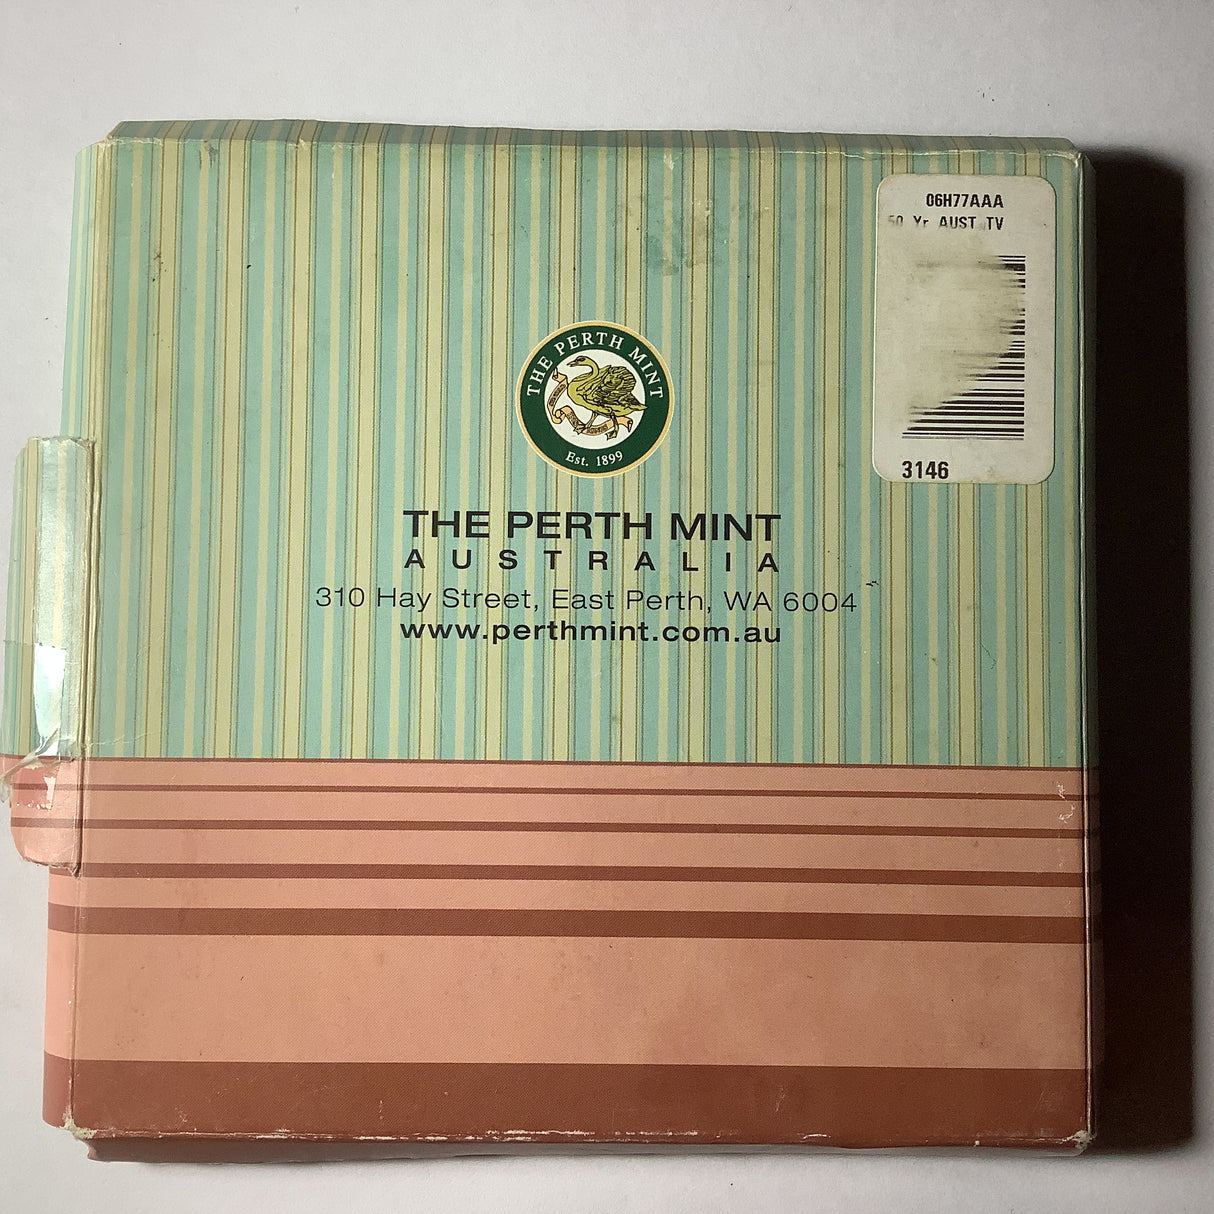 06H77AAA
50 Yr AUST TV
3146
THE PERTH MINT
Est. 1899
THE PERTH MINT
AUSTRALIA
310 Hay Street, East Perth, WA 6004
www.perthmint.com.au